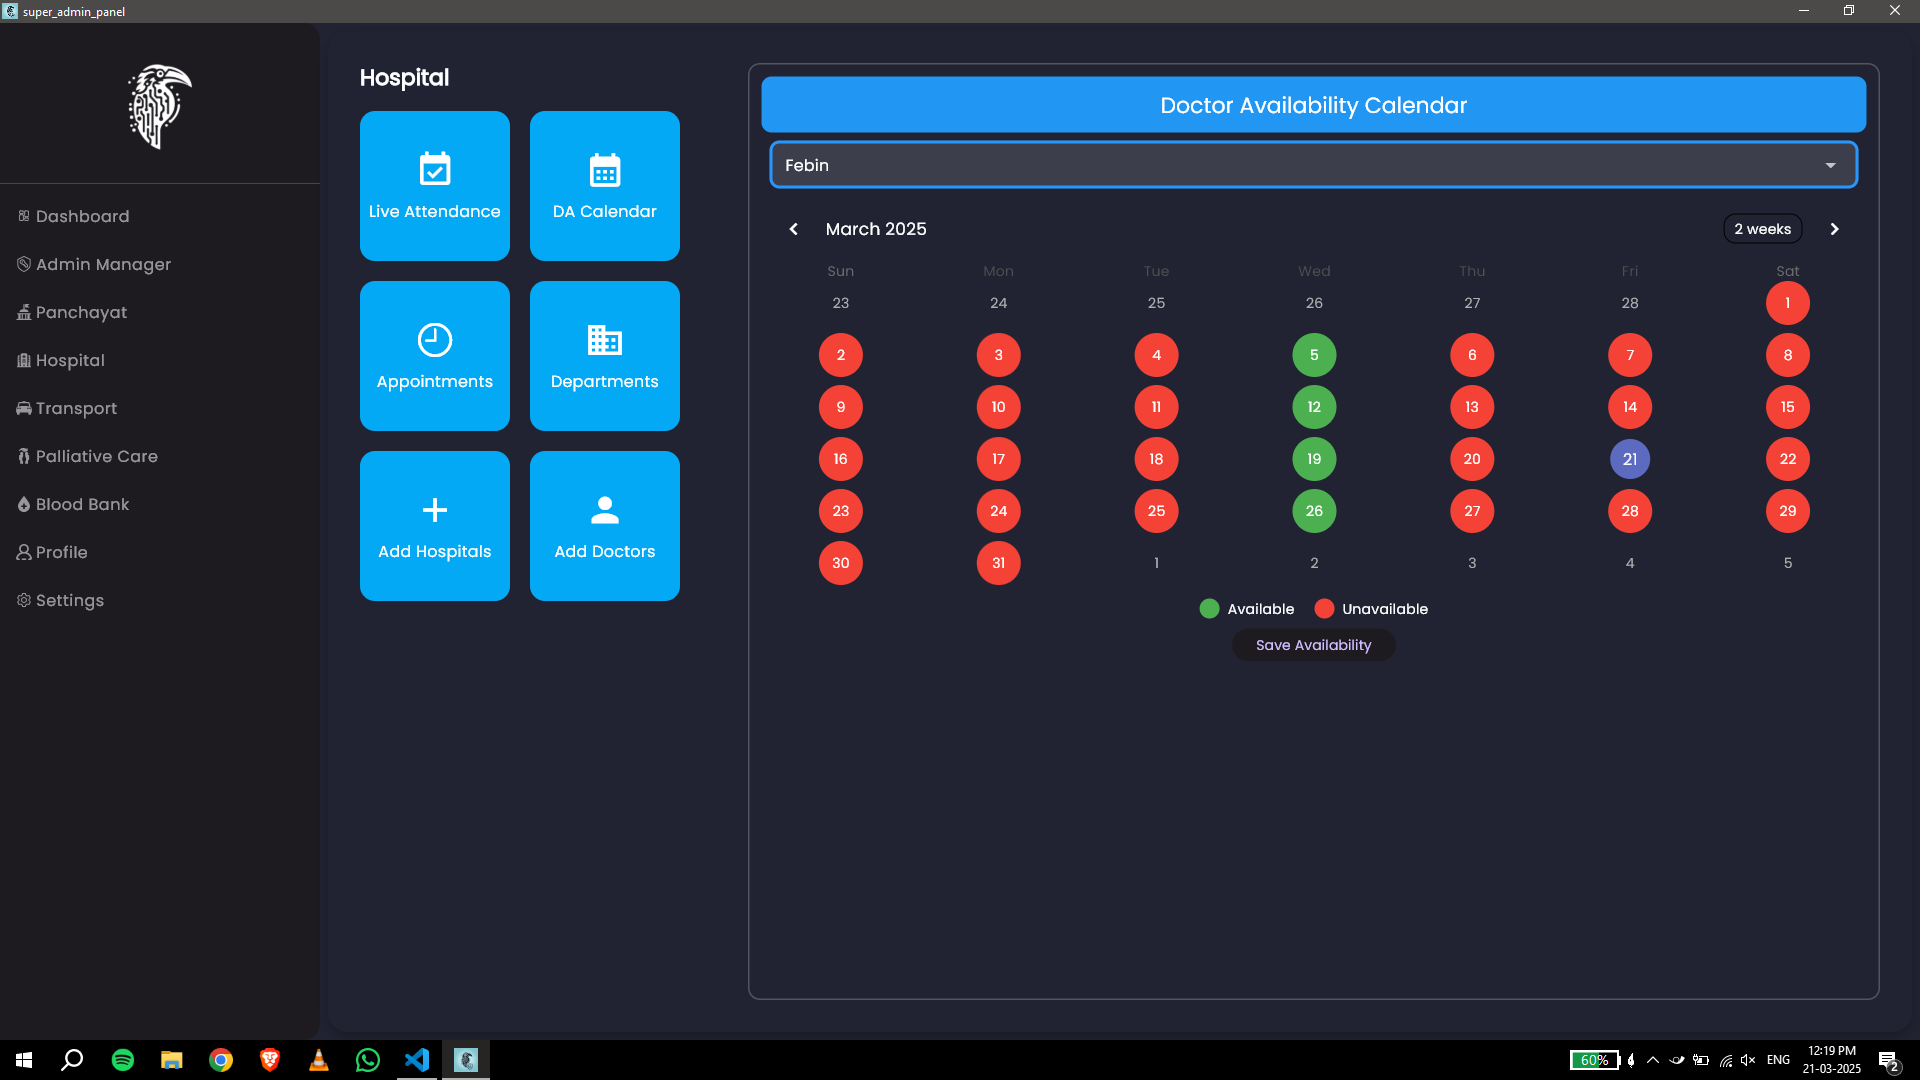 super_admin_panel
Dashboard
Admin Manager
Panchayat
Hospital
Transport
Palliative Care
Blood Bank
Profile
Settings
Hospital
Live Attendance
DA Calendar
Appointments
Departments
Add Hospitals
Add Doctors
Doctor Availability Calendar
Febin
March 2025
2 weeks
Sun Mon Tue Wed Thu Fri Sat
23 24 25 26 27 28 1
2 3 4 5 6 7 8
9 10 11 12 13 14 15
16 17 18 19 20 21 22
23 24 25 26 27 28 29
30 31 1 2 3 4 5
Available Unavailable
Save Availability
60%
ENG
12:19 PM
21-03-2025
2